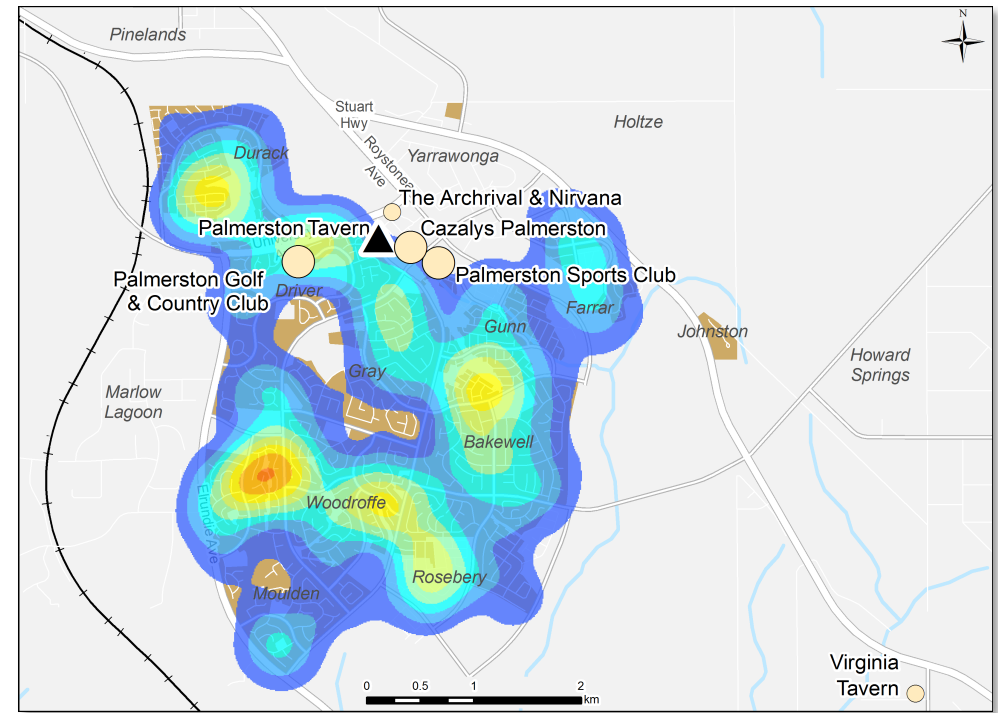 N
Pinelands
Stuart
Hwy
Holtze
Durack
Roystonea
Ave
Yarrawonga
The Archrival & Nirvana
Palmerston Tavern
Cazalys Palmerston
Palmerston Golf
& Country Club
Driver
Palmerston Sports Club
Farrar
Gunn
Johnston
Howard
Springs
Gray
Marlow
Lagoon
Bakewell
Elrundie Ave
Woodroffe
Rosebery
Moulden
Virginia
Tavern
0 0.5 1 2
km